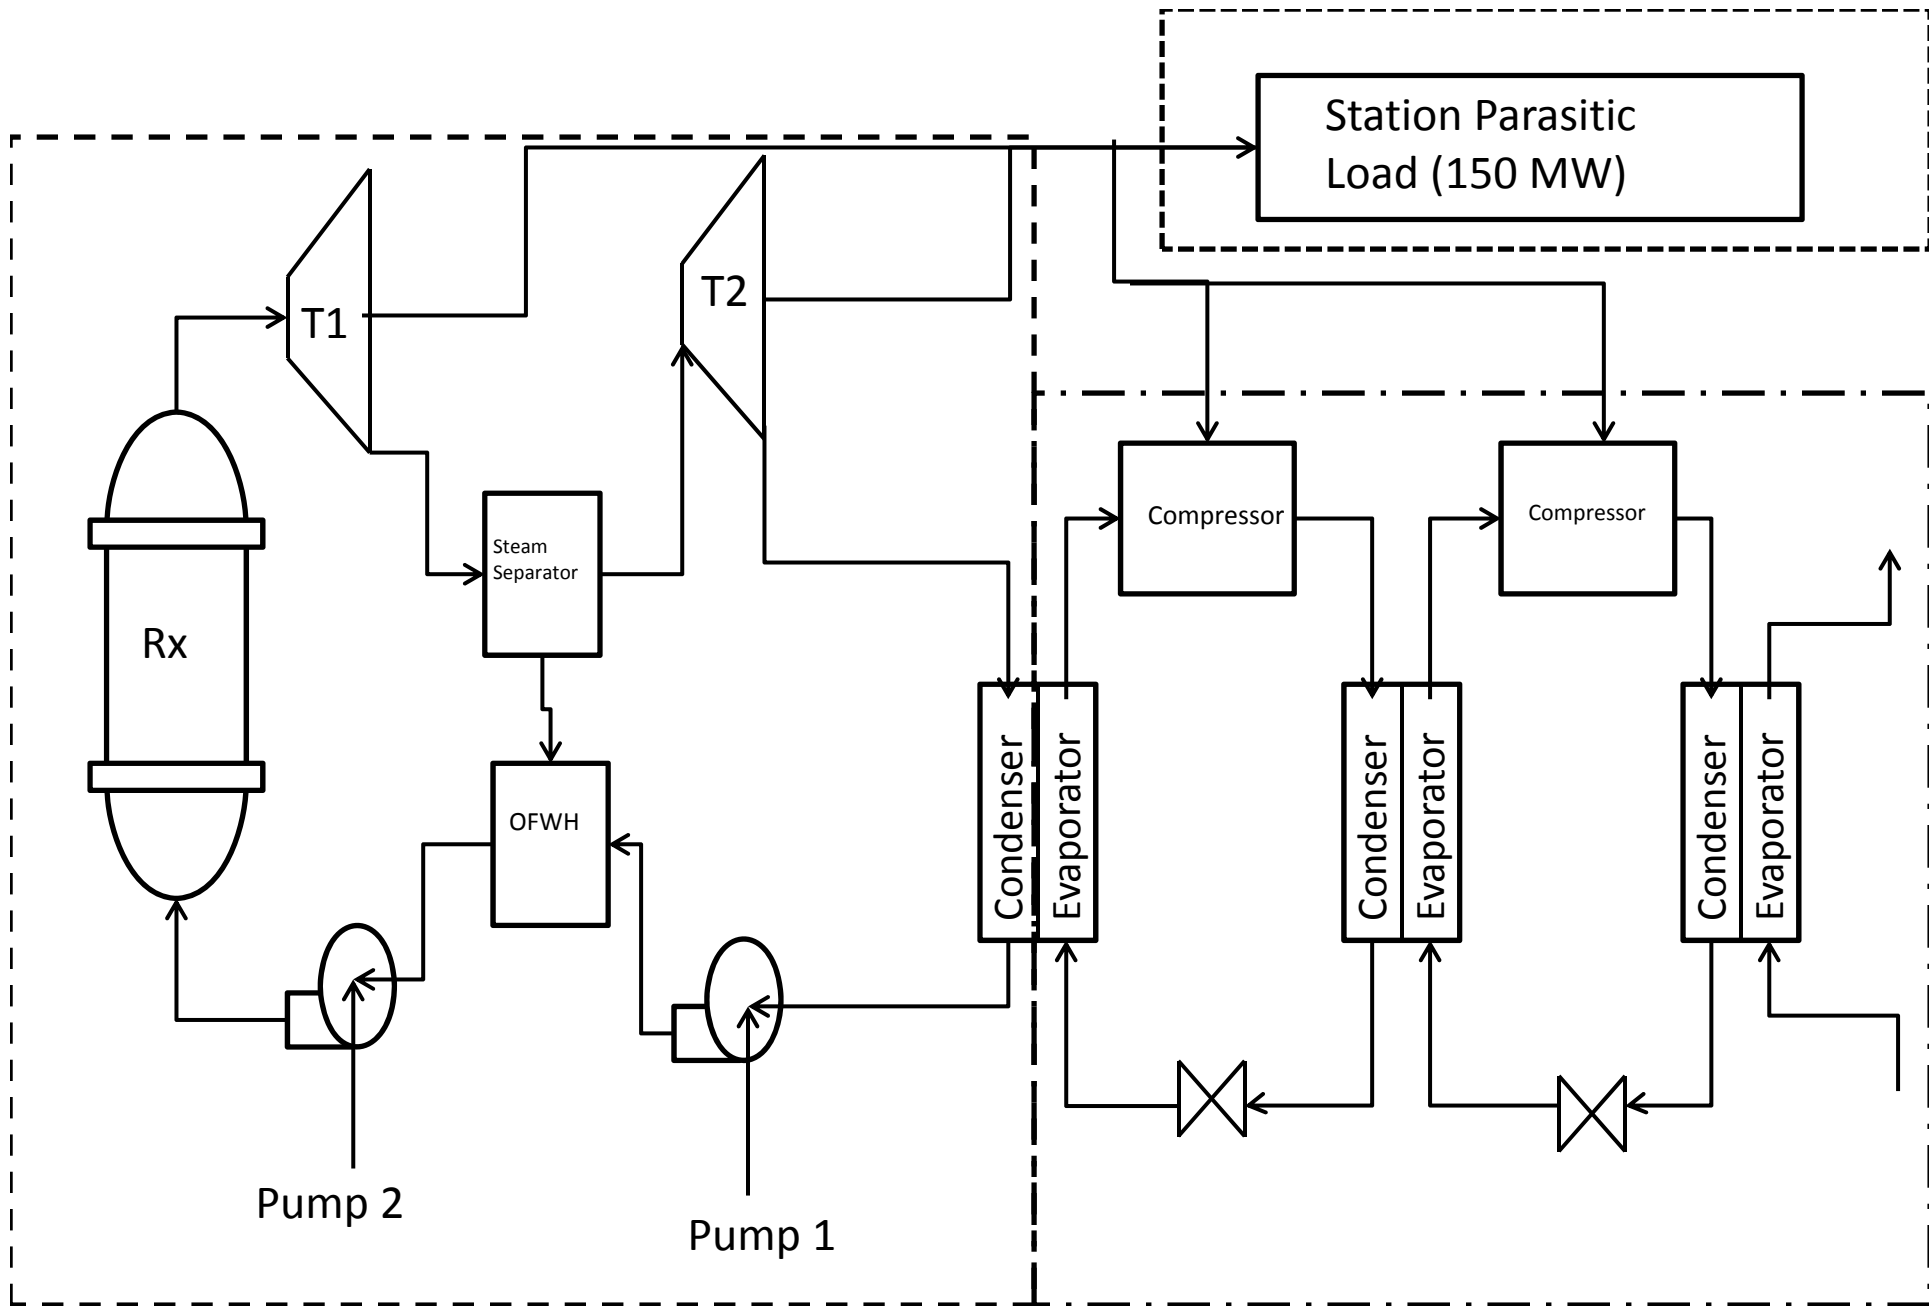 Station Parasitic
Load (150 MW)
T1
T2
Steam
Separator
Compressor
Compressor
Rx
OFWH
Condenser
Evaporator
Condenser
Evaporator
Condenser
Evaporator
Pump 2
Pump 1